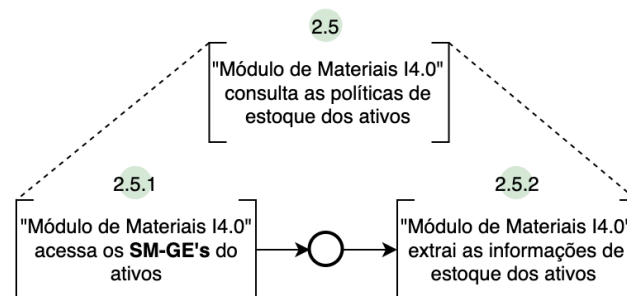 2.5
"Módulo de Materiais I4.0"
consulta as políticas de
estoque dos ativos
2.5.1
"Módulo de Materiais I4.0"
acessa os SM-GE's do
ativos
2.5.2
"Módulo de Materiais I4.0"
extrai as informações de
estoque dos ativos